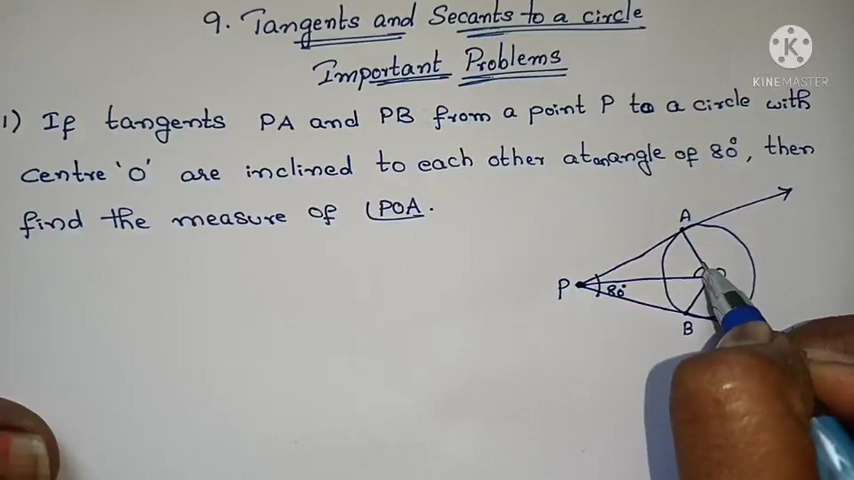 9. Tangents and Secants to a circle
Important Problems
K
KINEMASTER
1) If tangents PA and PB from a point P to a circle with
centre 'O' are inclined to each other at an angle of 80°, then
find the measure of ∠POA.
A
P
80°
B